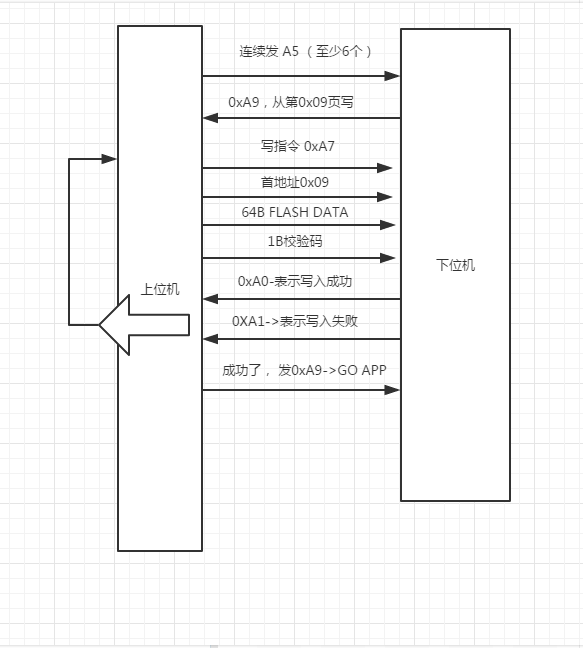 连续发 A5 （至少6个 ）
0xA9，从第0x09页写
写指令 0xA7
首地址0x09
64B FLASH DATA
1B校验码
下位机
0xA0-表示写入成功
上位机
0XA1->表示写入失败
成功了， 发0xA9->GO APP